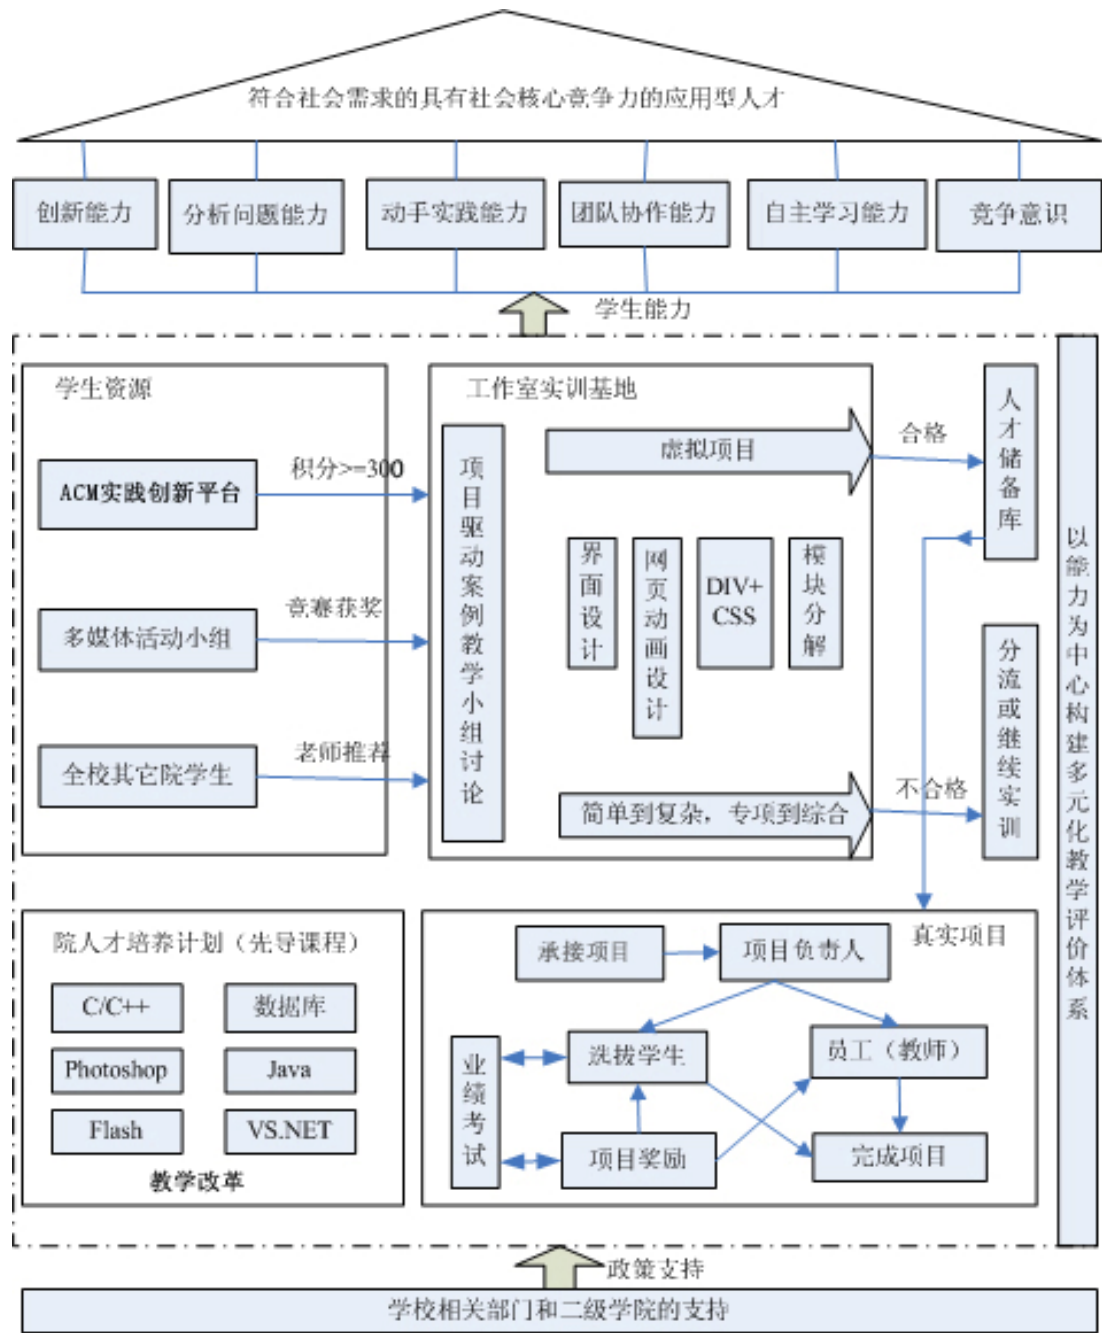 符合社会需求的具有社会核心竞争力的应用型人才
创新能力
分析问题能力
动手实践能力
团队协作能力
自主学习能力
竞争意识
学生能力
学生资源
ACM实践创新平台
积分>=300
多媒体活动小组
竞赛获奖
全校其它院学生
老师推荐
工作室实训基地
项目驱动案例教学小组讨论
虚拟项目
界面设计
网页动画设计
DIV+
CSS
模块分解
简单到复杂，专项到综合
合格
人才储备库
不合格
分流或继续实训
以能力为中心构建多元化教学评价体系
院人才培养计划（先导课程）
C/C++
数据库
Photoshop
Java
Flash
VS.NET
教学改革
真实项目
承接项目
项目负责人
业绩考试
选拔学生
员工（教师）
项目奖励
完成项目
政策支持
学校相关部门和二级学院的支持